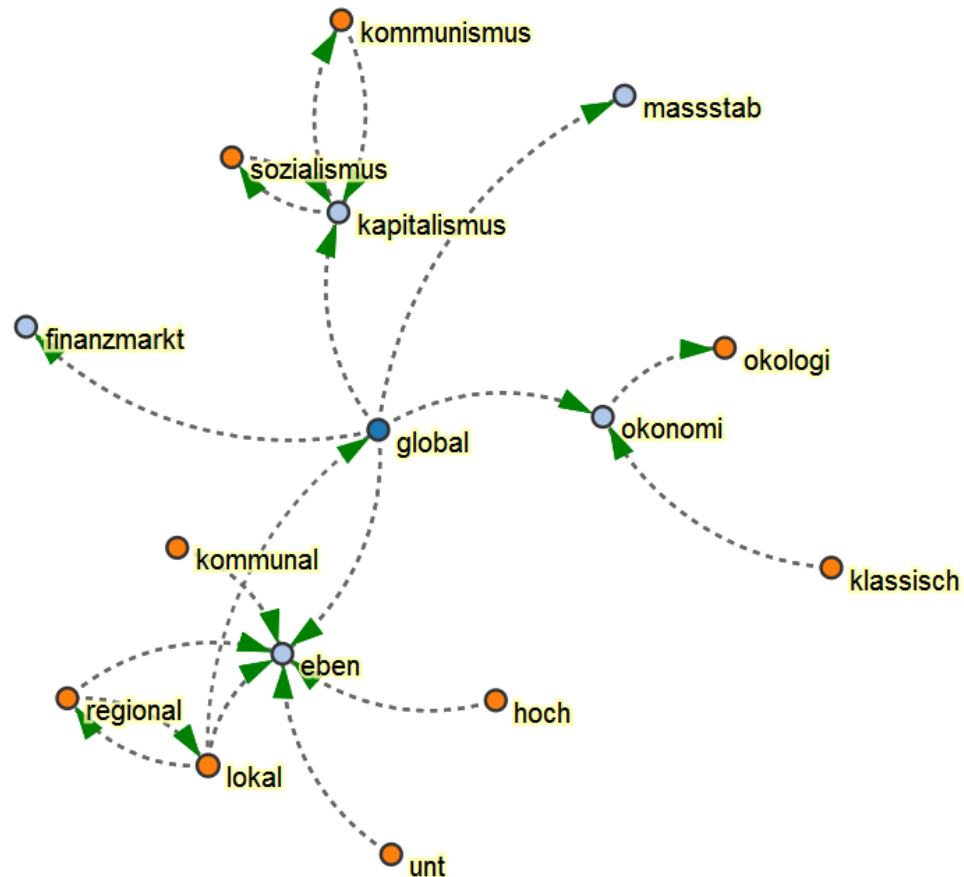 kommunismus
massstab
sozialismus
kapitalismus
finanzmarkt
okologi
okonomi
global
kommunal
klassisch
eben
regional
hoch
lokal
unt